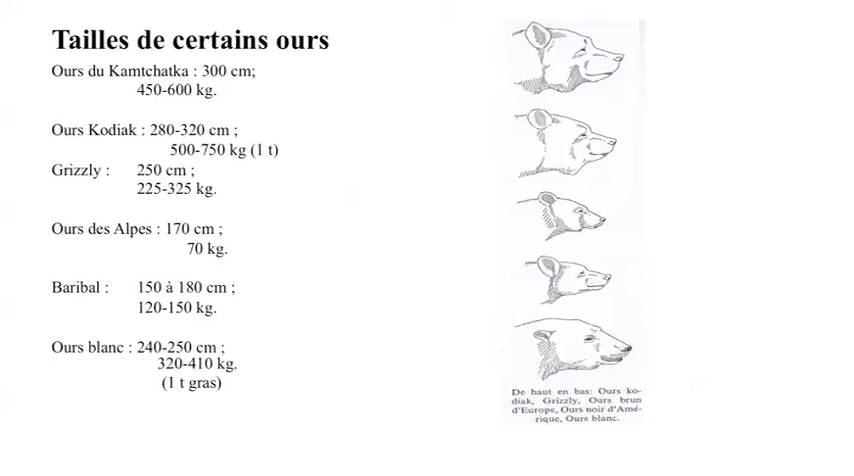 Tailles de certains ours
Ours du Kamtchatka : 300 cm;
450-600 kg.
Ours Kodiak : 280-320 cm ;
500-750 kg (1 t)
Grizzly : 250 cm ;
225-325 kg.
Ours des Alpes : 170 cm ;
70 kg.
Baribal : 150 à 180 cm ;
120-150 kg.
Ours blanc : 240-250 cm ;
320-410 kg.
(1 t gras)
De haut en bas: Ours ko-
diak, Grizzly, Ours brun
d'Europe, Ours noir d'Amé-
rique, Ours blanc.